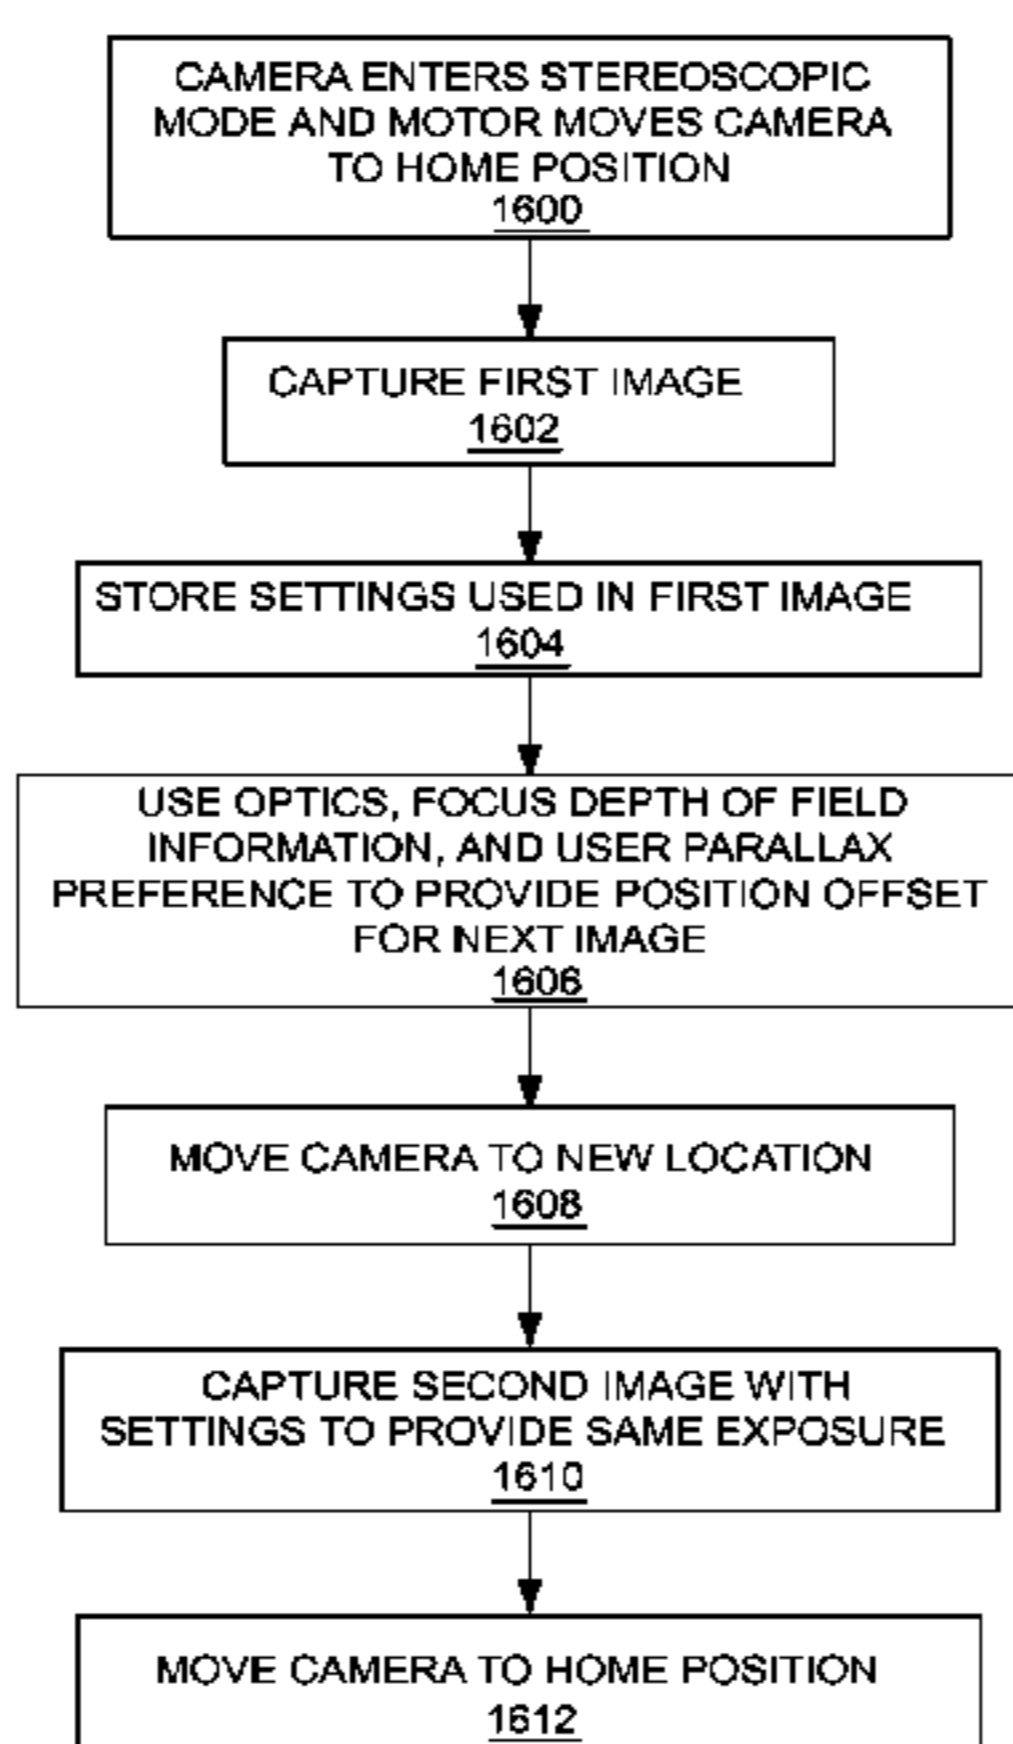 CAMERA ENTERS STEREOSCOPIC
MODE AND MOTOR MOVES CAMERA
TO HOME POSITION
1600
CAPTURE FIRST IMAGE
1602
STORE SETTINGS USED IN FIRST IMAGE
1604
USE OPTICS, FOCUS DEPTH OF FIELD
INFORMATION, AND USER PARALLAX
PREFERENCE TO PROVIDE POSITION OFFSET
FOR NEXT IMAGE
1606
MOVE CAMERA TO NEW LOCATION
1608
CAPTURE SECOND IMAGE WITH
SETTINGS TO PROVIDE SAME EXPOSURE
1610
MOVE CAMERA TO HOME POSITION
1612